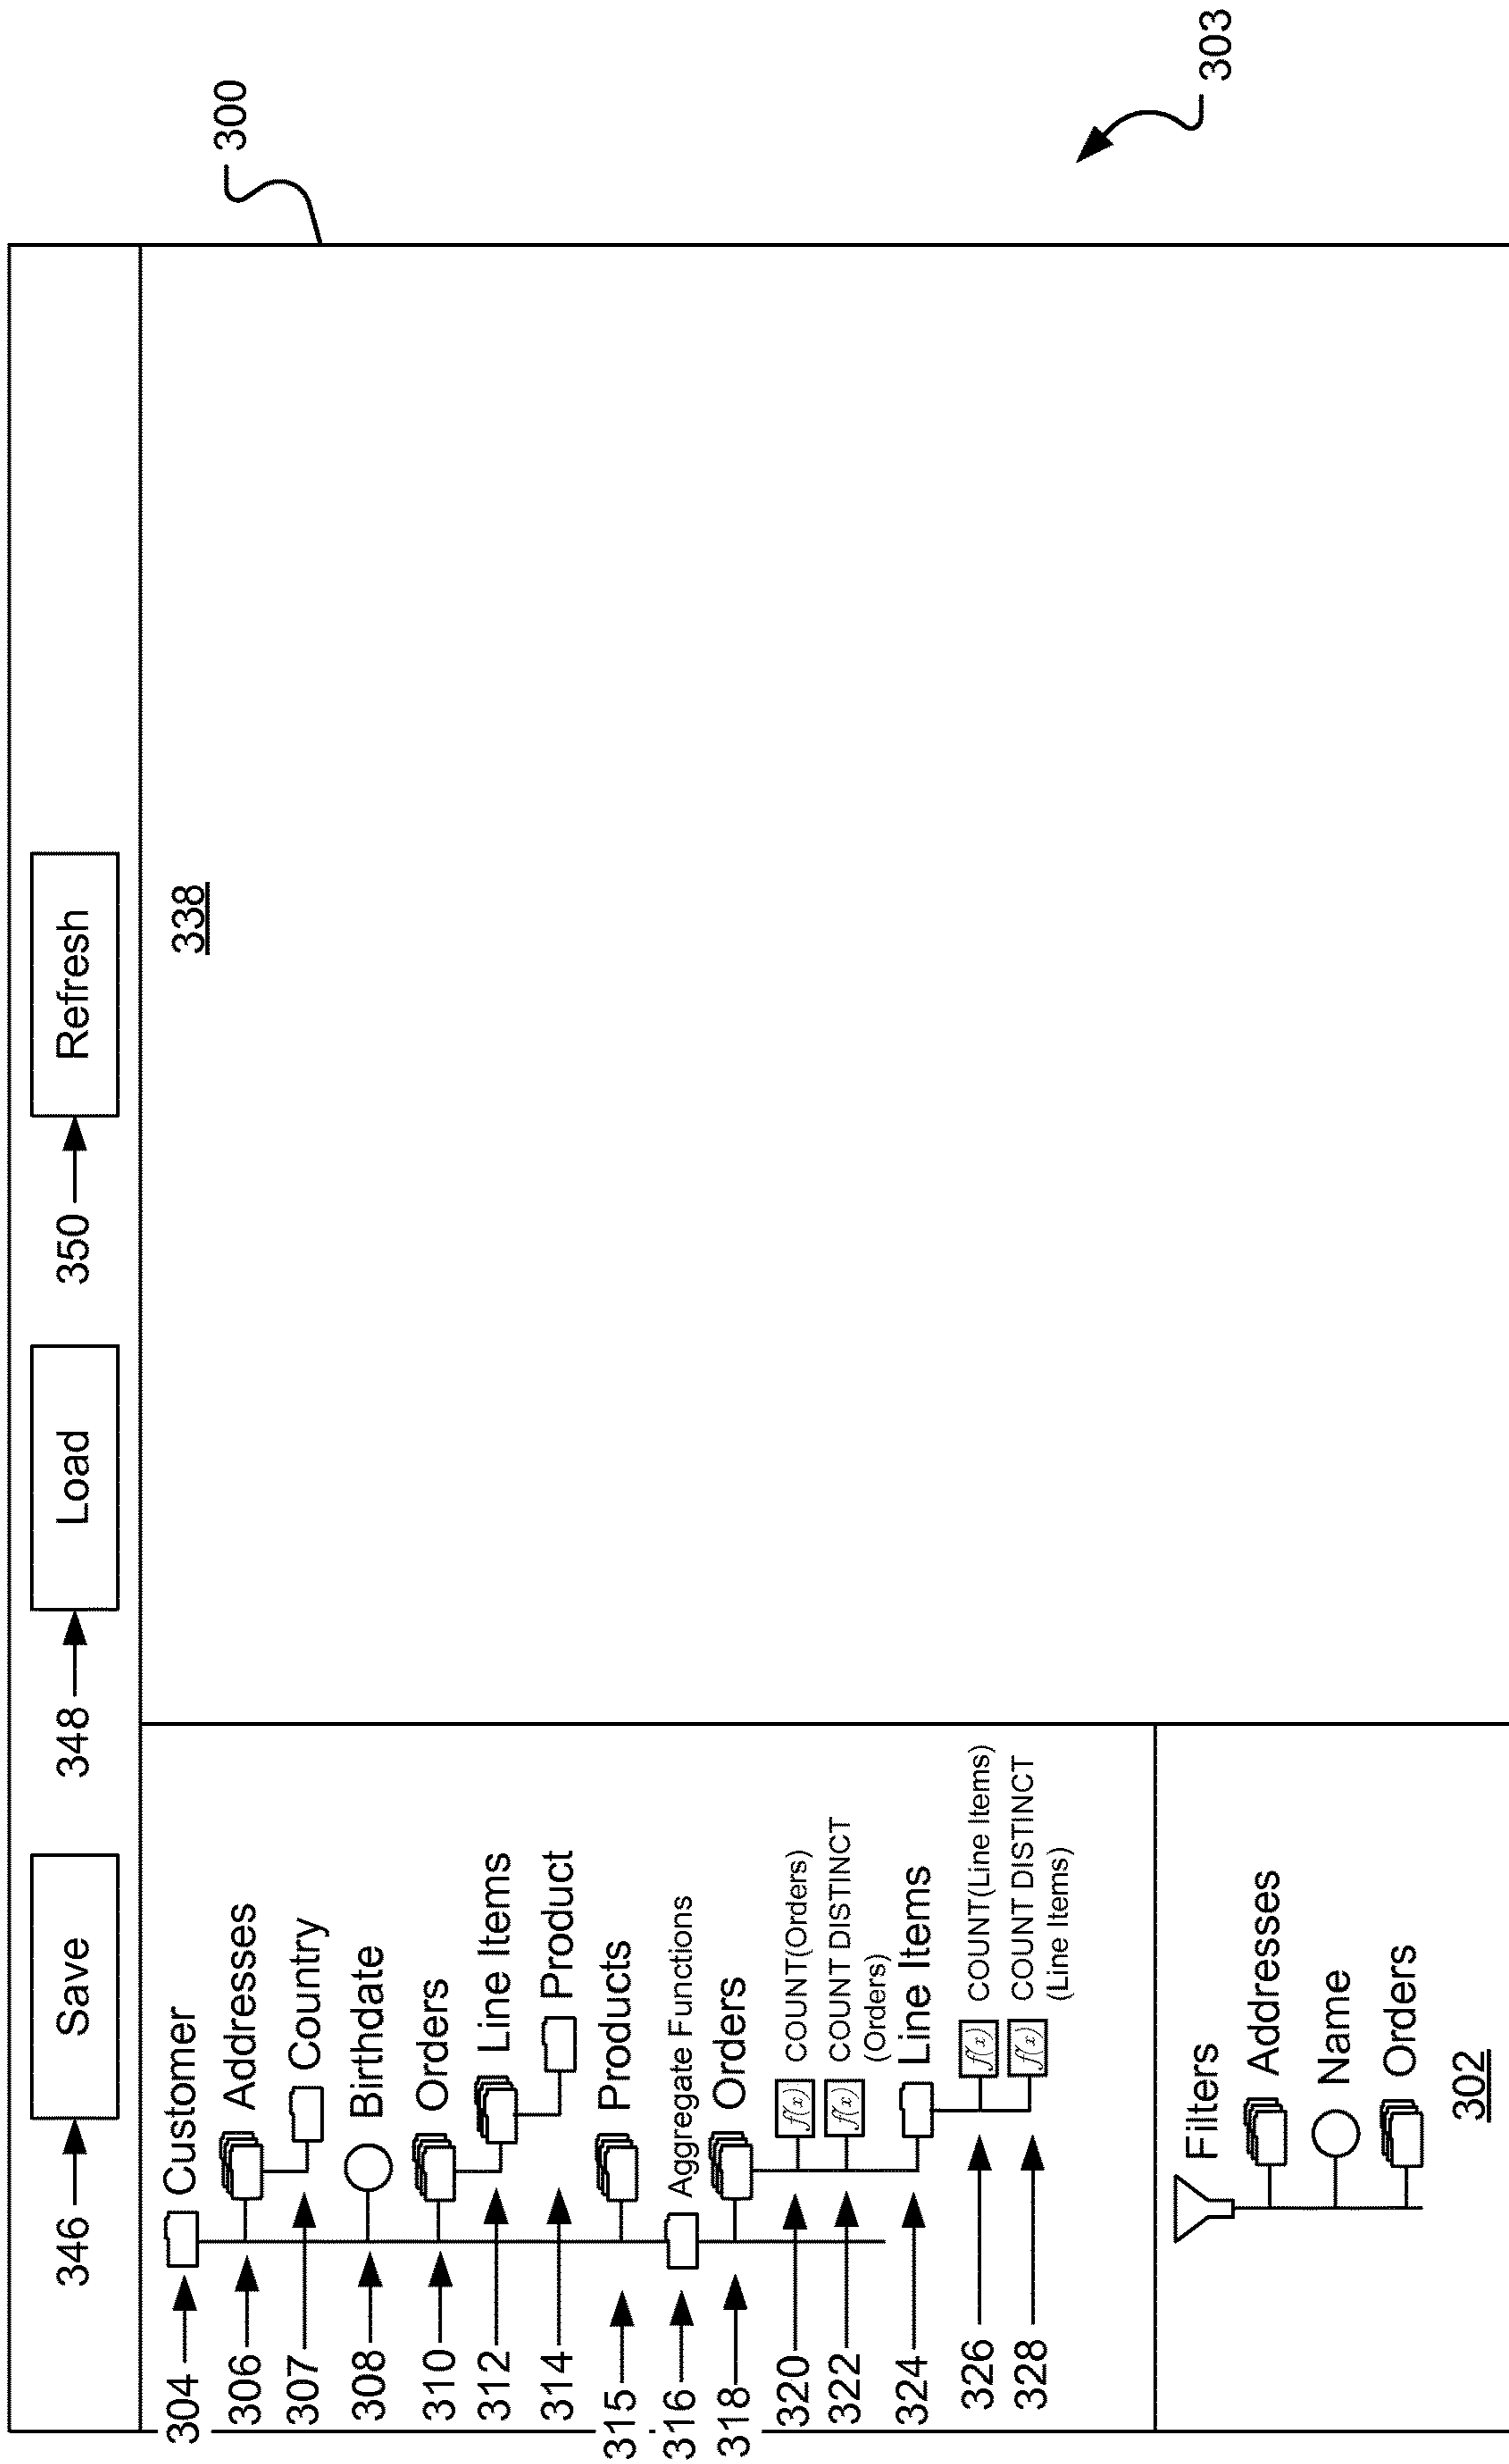 346 Save 348 Load 350 Refresh
300
303
338
304 Customer
306 Addresses
307 Country
308 Birthdate
310 Orders
312 Line Items
314 Product
315 Products
316 Aggregate Functions
318 Orders
320 f(x) COUNT(Orders)
322 f(x) COUNT DISTINCT
(Orders)
324 Line Items
326 f(x) COUNT(Line Items)
328 f(x) COUNT DISTINCT
(Line Items)
Filters
Addresses
Name
Orders
302